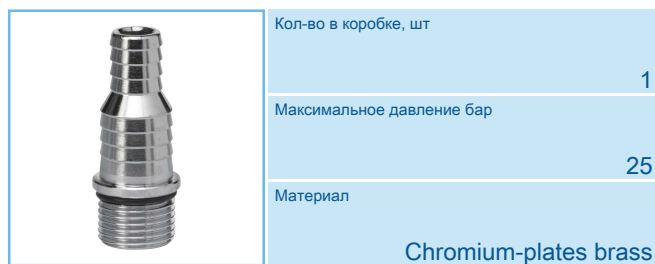 Кол-во в коробке, шт
1
Максимальное давление бар
25
Материал
Chromium-plates brass